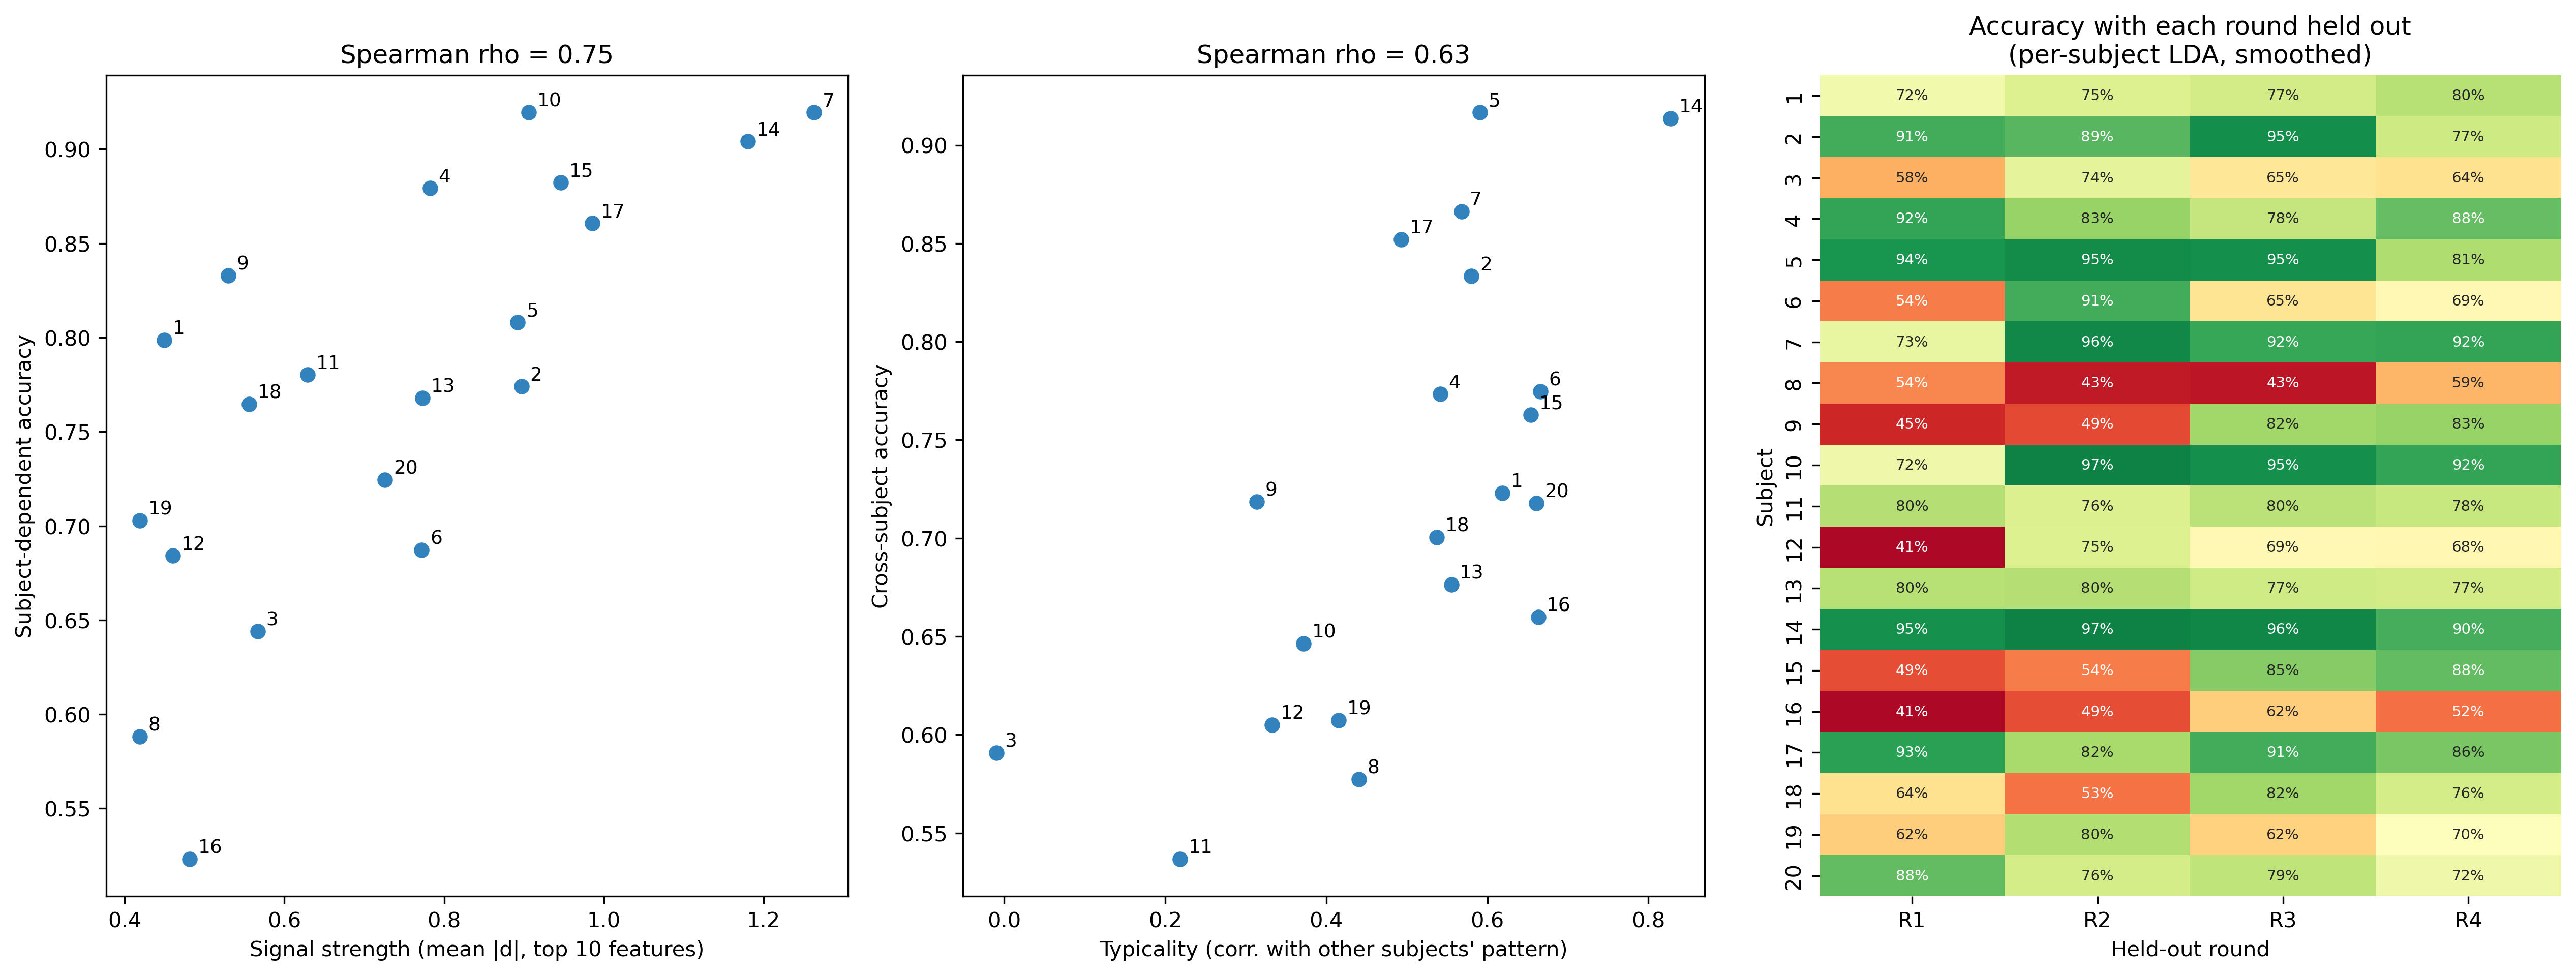 Spearman rho = 0.75
Subject-dependent accuracy
0.90
0.85
0.80
0.75
0.70
0.65
0.60
0.55
10
7
14
15
4
17
9
5
1
11
2
13
18
20
19
12
6
3
8
16
0.4 0.6 0.8 1.0 1.2
Signal strength (mean |d|, top 10 features)
Spearman rho = 0.63
Cross-subject accuracy
0.90
0.85
0.80
0.75
0.70
0.65
0.60
0.55
5
14
7
17
2
4
6
15
9
1
20
18
13
16
10
12
19
3
8
11
0.0 0.2 0.4 0.6 0.8
Typicality (corr. with other subjects' pattern)
Accuracy with each round held out
(per-subject LDA, smoothed)
Subject
1 72% 75% 77% 80%
2 91% 89% 95% 77%
3 58% 74% 65% 64%
4 92% 83% 78% 88%
5 94% 95% 95% 81%
6 54% 91% 65% 69%
7 73% 96% 92% 92%
8 54% 43% 43% 59%
9 45% 49% 82% 83%
10 72% 97% 95% 92%
11 80% 76% 80% 78%
12 41% 75% 69% 68%
13 80% 80% 77% 77%
14 95% 97% 96% 90%
15 49% 54% 85% 88%
16 41% 49% 62% 52%
17 93% 82% 91% 86%
18 64% 53% 82% 76%
19 62% 80% 62% 70%
20 88% 76% 79% 72%
R1 R2 R3 R4
Held-out round